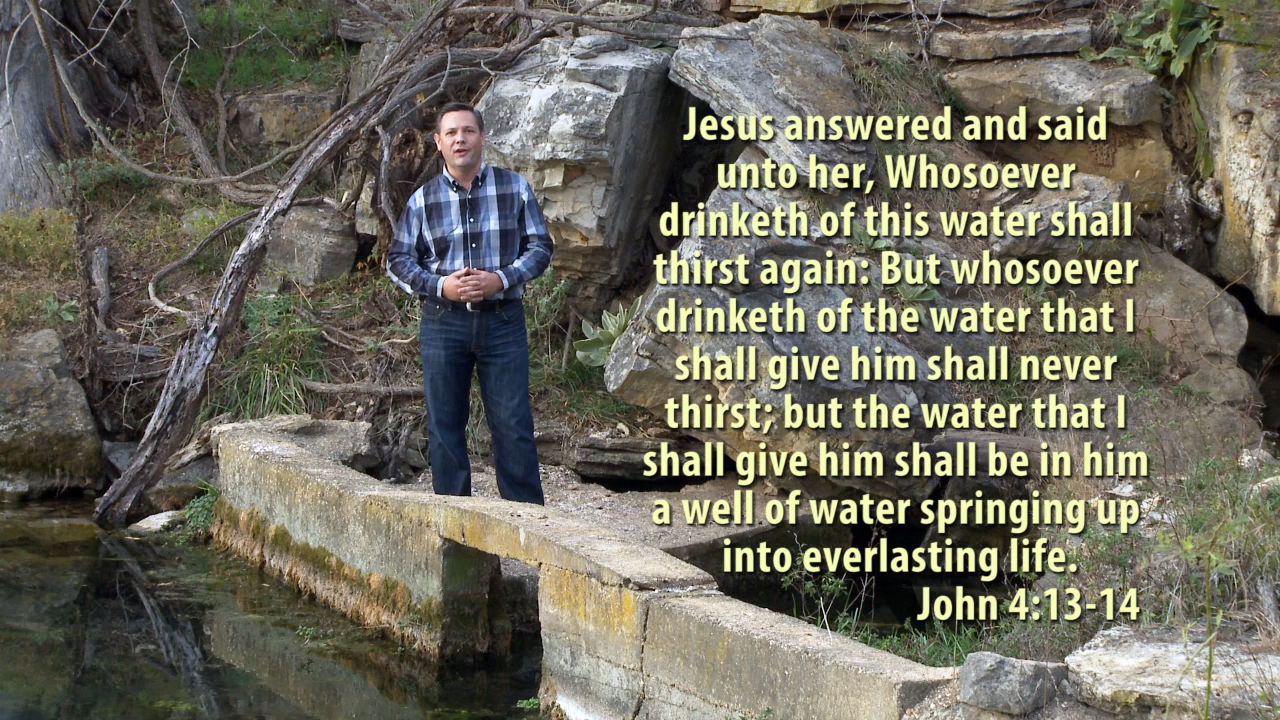 Jesus answered and said
unto her, Whosoever
drinketh of this water shall
thirst again: But whosoever
drinketh of the water that I
shall give him shall never
thirst; but the water that I
shall give him shall be in him
a well of water springing up
into everlasting life.
John 4:13-14